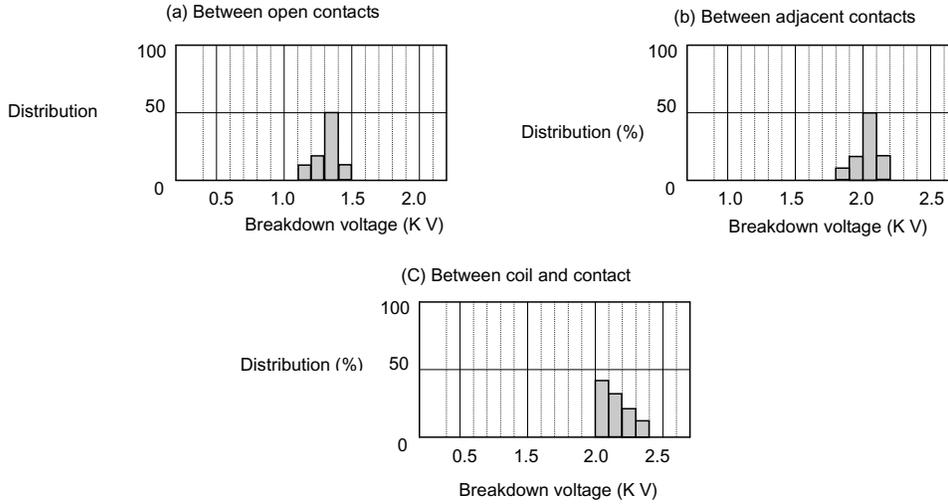 (a) Between open contacts
100
Distribution
50
0
0.5 1.0 1.5 2.0
Breakdown voltage (K V)
(b) Between adjacent contacts
100
50
Distribution (%)
0
1.0 1.5 2.0 2.5
Breakdown voltage (K V)
(C) Between coil and contact
100
Distribution (%)
50
0
0.5 1.5 2.0 2.5
Breakdown voltage (K V)